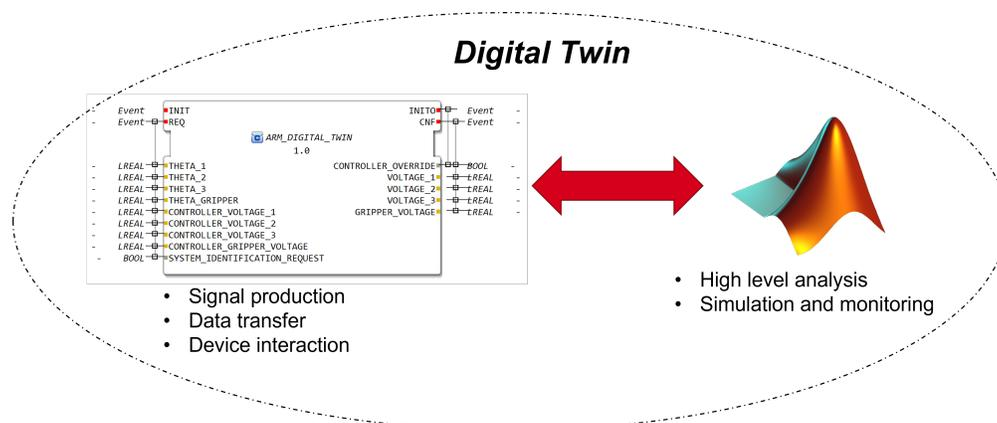 Digital Twin
Event INIT INITO Event
Event REQ CNF Event
ARM_DIGITAL_TWIN
1.0
LREAL THETA_1 CONTROLLER_OVERRIDE BOOL
LREAL THETA_2 VOLTAGE_1 LREAL
LREAL THETA_3 VOLTAGE_2 LREAL
LREAL THETA_GRIPPER VOLTAGE_3 LREAL
LREAL CONTROLLER_VOLTAGE_1 GRIPPER_VOLTAGE LREAL
LREAL CONTROLLER_VOLTAGE_2
LREAL CONTROLLER_VOLTAGE_3
LREAL CONTROLLER_GRIPPER_VOLTAGE
BOOL SYSTEM_IDENTIFICATION_REQUEST
• Signal production
• Data transfer
• Device interaction
• High level analysis
• Simulation and monitoring